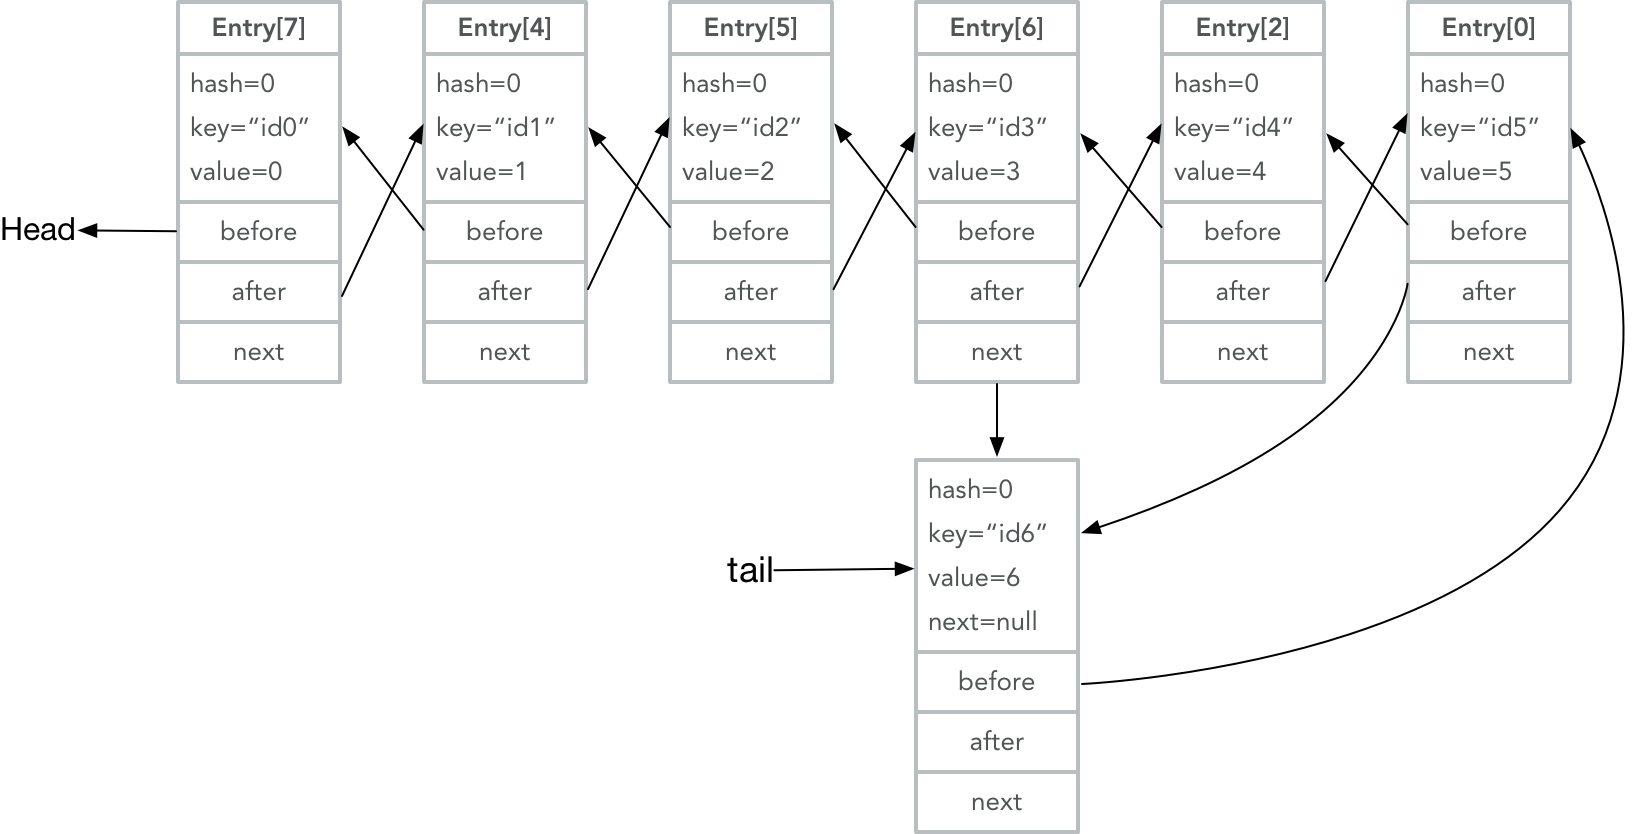 Entry[7]
hash=0
key=“id0”
value=0
before
after
next
Entry[4]
hash=0
key=“id1”
value=1
before
after
next
Entry[5]
hash=0
key=“id2”
value=2
before
after
next
Entry[6]
hash=0
key=“id3”
value=3
before
after
next
Entry[2]
hash=0
key=“id4”
value=4
before
after
next
Entry[0]
hash=0
key=“id5”
value=5
before
after
next
Head
tail
hash=0
key=“id6”
value=6
next=null
before
after
next